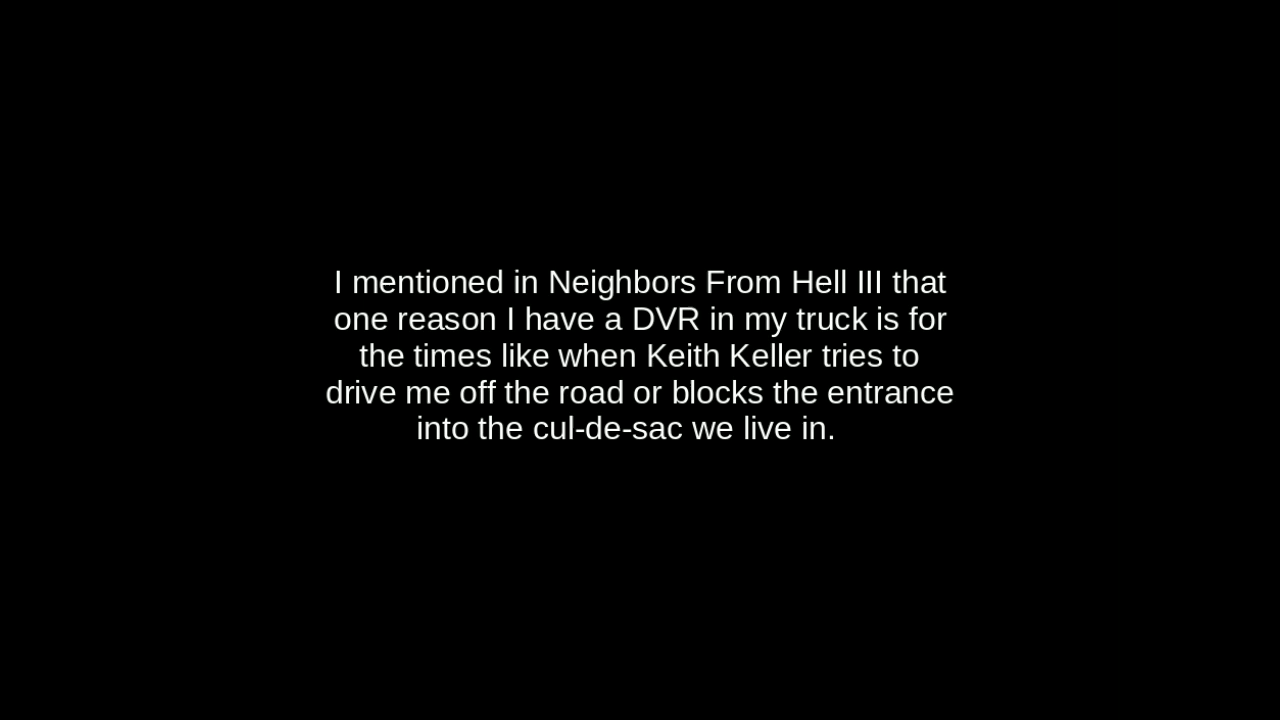 I mentioned in Neighbors From Hell III that
one reason I have a DVR in my truck is for
the times like when Keith Keller tries to
drive me off the road or blocks the entrance
into the cul-de-sac we live in.